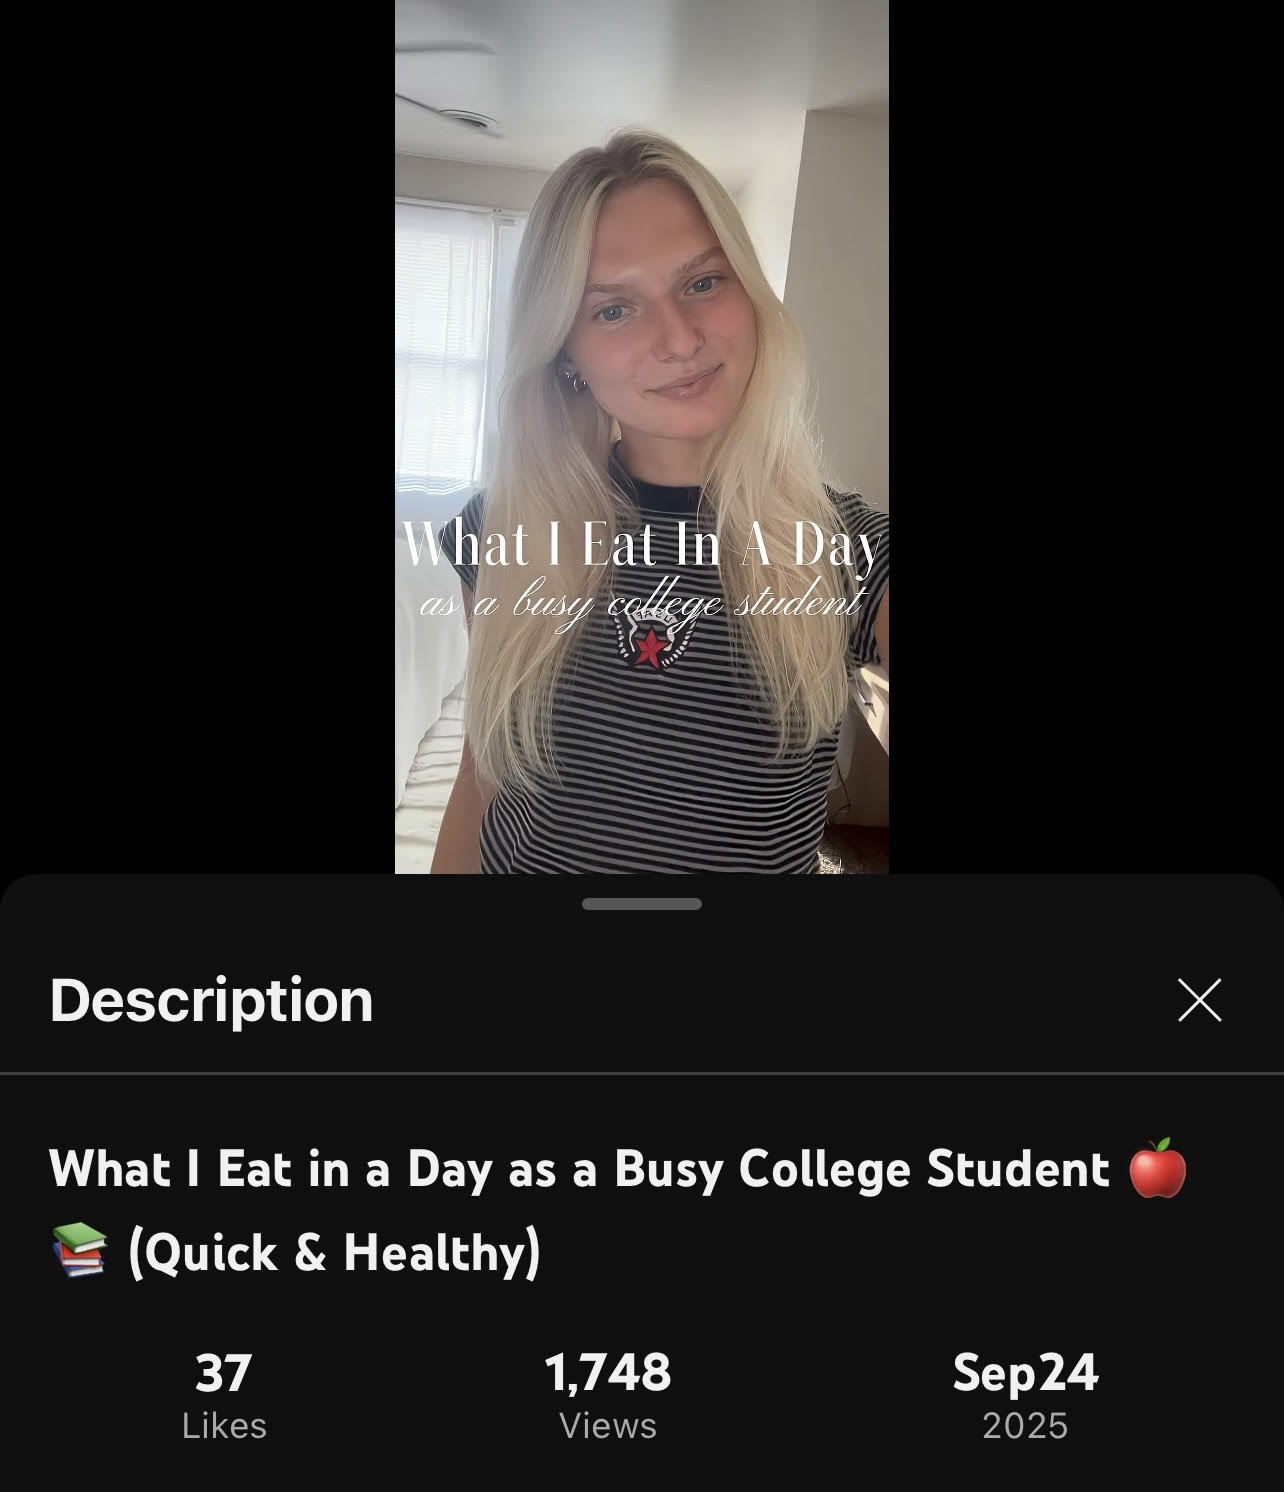 What I Eat In A Day
as a busy college student
Description
What I Eat in a Day as a Busy College Student 🍎
📚 (Quick & Healthy)
37 1,748 Sep24
Likes Views 2025